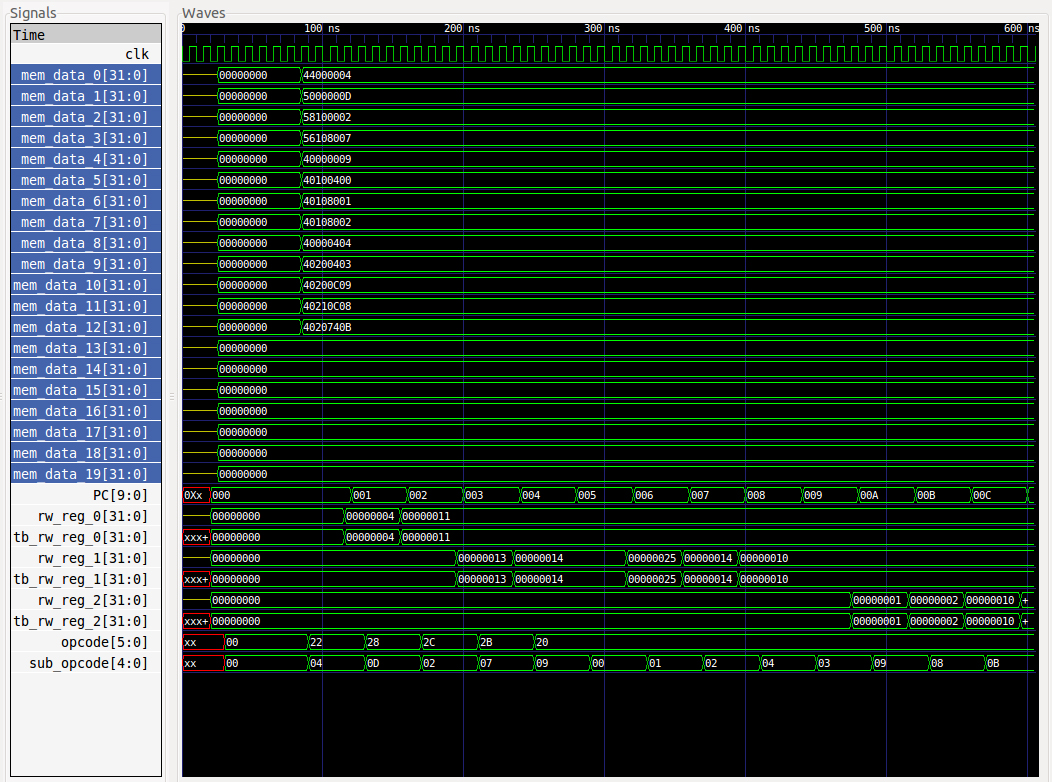 Signals Waves
Time 0 100 ns 200 ns 300 ns 400 ns 500 ns 600 ns
clk
mem_data_0[31:0] 00000000 44000004
mem_data_1[31:0] 00000000 5000000D
mem_data_2[31:0] 00000000 58100002
mem_data_3[31:0] 00000000 56108007
mem_data_4[31:0] 00000000 40000009
mem_data_5[31:0] 00000000 40100400
mem_data_6[31:0] 00000000 40108001
mem_data_7[31:0] 00000000 40108002
mem_data_8[31:0] 00000000 40000404
mem_data_9[31:0] 00000000 40200403
mem_data_10[31:0] 00000000 40200C09
mem_data_11[31:0] 00000000 40210C08
mem_data_12[31:0] 00000000 4020740B
mem_data_13[31:0] 00000000
mem_data_14[31:0] 00000000
mem_data_15[31:0] 00000000
mem_data_16[31:0] 00000000
mem_data_17[31:0] 00000000
mem_data_18[31:0] 00000000
mem_data_19[31:0] 00000000
PC[9:0] 0Xx 000 001 002 003 004 005 006 007 008 009 00A 00B 00C
rw_reg_0[31:0] 00000000 00000004 00000011
tb_rw_reg_0[31:0] xxx+ 00000000 00000004 00000011
rw_reg_1[31:0] 00000000 00000013 00000014 00000025 00000014 00000010
tb_rw_reg_1[31:0] xxx+ 00000000 00000013 00000014 00000025 00000014 00000010
rw_reg_2[31:0] 00000000 00000001 00000002 00000010 +
tb_rw_reg_2[31:0] xxx+ 00000000 00000001 00000002 00000010 +
opcode[5:0] xx 00 22 28 2C 2B 20
sub_opcode[4:0] xx 00 04 0D 02 07 09 00 01 02 04 03 09 08 0B